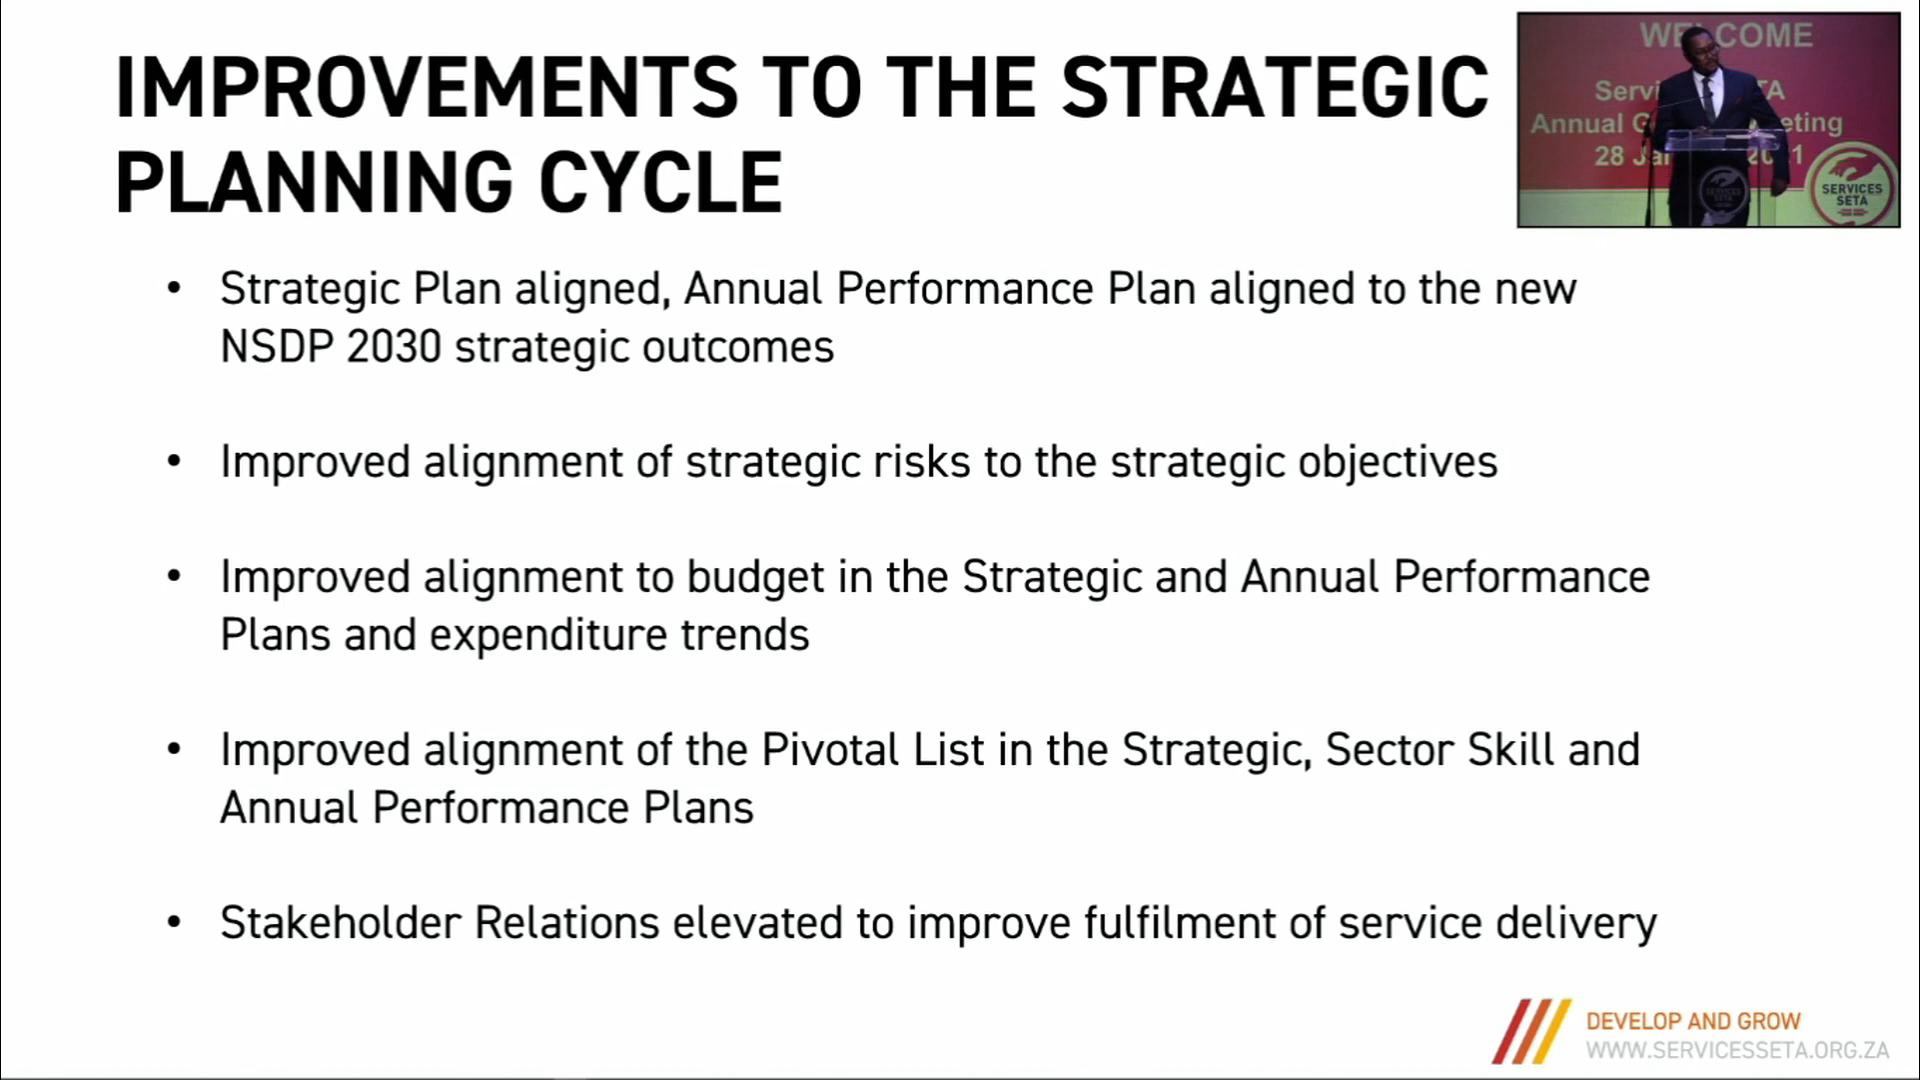 IMPROVEMENTS TO THE STRATEGIC
PLANNING CYCLE
WELCOME
Annual
28
SERVICES
SETA
SERVICES
SETA
• Strategic Plan aligned, Annual Performance Plan aligned to the new
NSDP 2030 strategic outcomes
• Improved alignment of strategic risks to the strategic objectives
• Improved alignment to budget in the Strategic and Annual Performance
Plans and expenditure trends
• Improved alignment of the Pivotal List in the Strategic, Sector Skill and
Annual Performance Plans
• Stakeholder Relations elevated to improve fulfilment of service delivery
DEVELOP AND GROW
WWW.SERVICESSETA.ORG.ZA